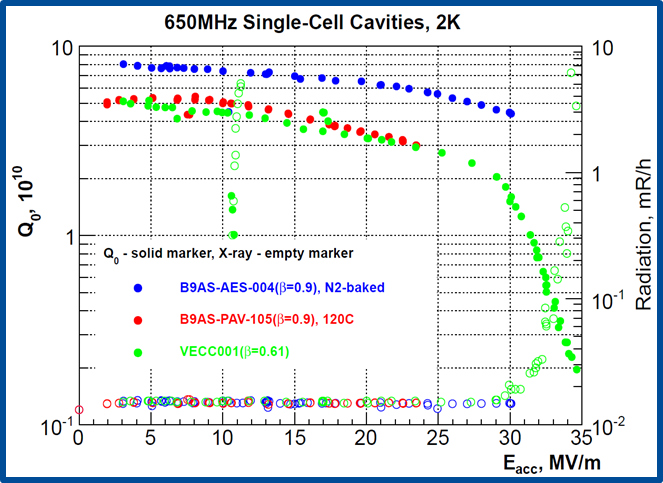 650MHz Single-Cell Cavities, 2K
10
10
Q0, 10^10
1
1
Radiation, mR/h
Q0 - solid marker, X-ray - empty marker
B9AS-AES-004(β=0.9), N2-baked
10^-1
B9AS-PAV-105(β=0.9), 120C
VECC001(β=0.61)
10^-1
10^-2
0 5 10 15 20 25 30 35
Eacc, MV/m